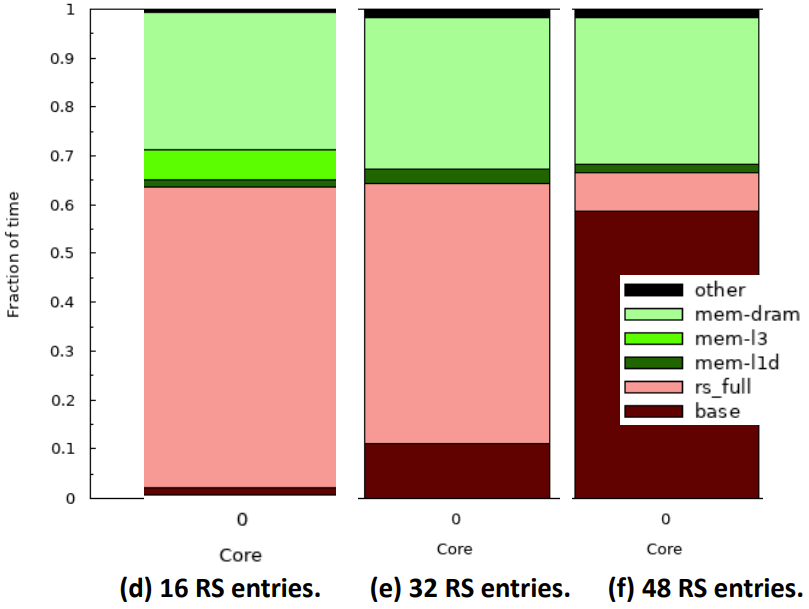 Fraction of time
1
0.9
0.8
0.7
0.6
0.5
0.4
0.3
0.2
0.1
0
other
mem-dram
mem-l3
mem-l1d
rs_full
base
0 0 0
Core Core Core
(d) 16 RS entries. (e) 32 RS entries. (f) 48 RS entries.